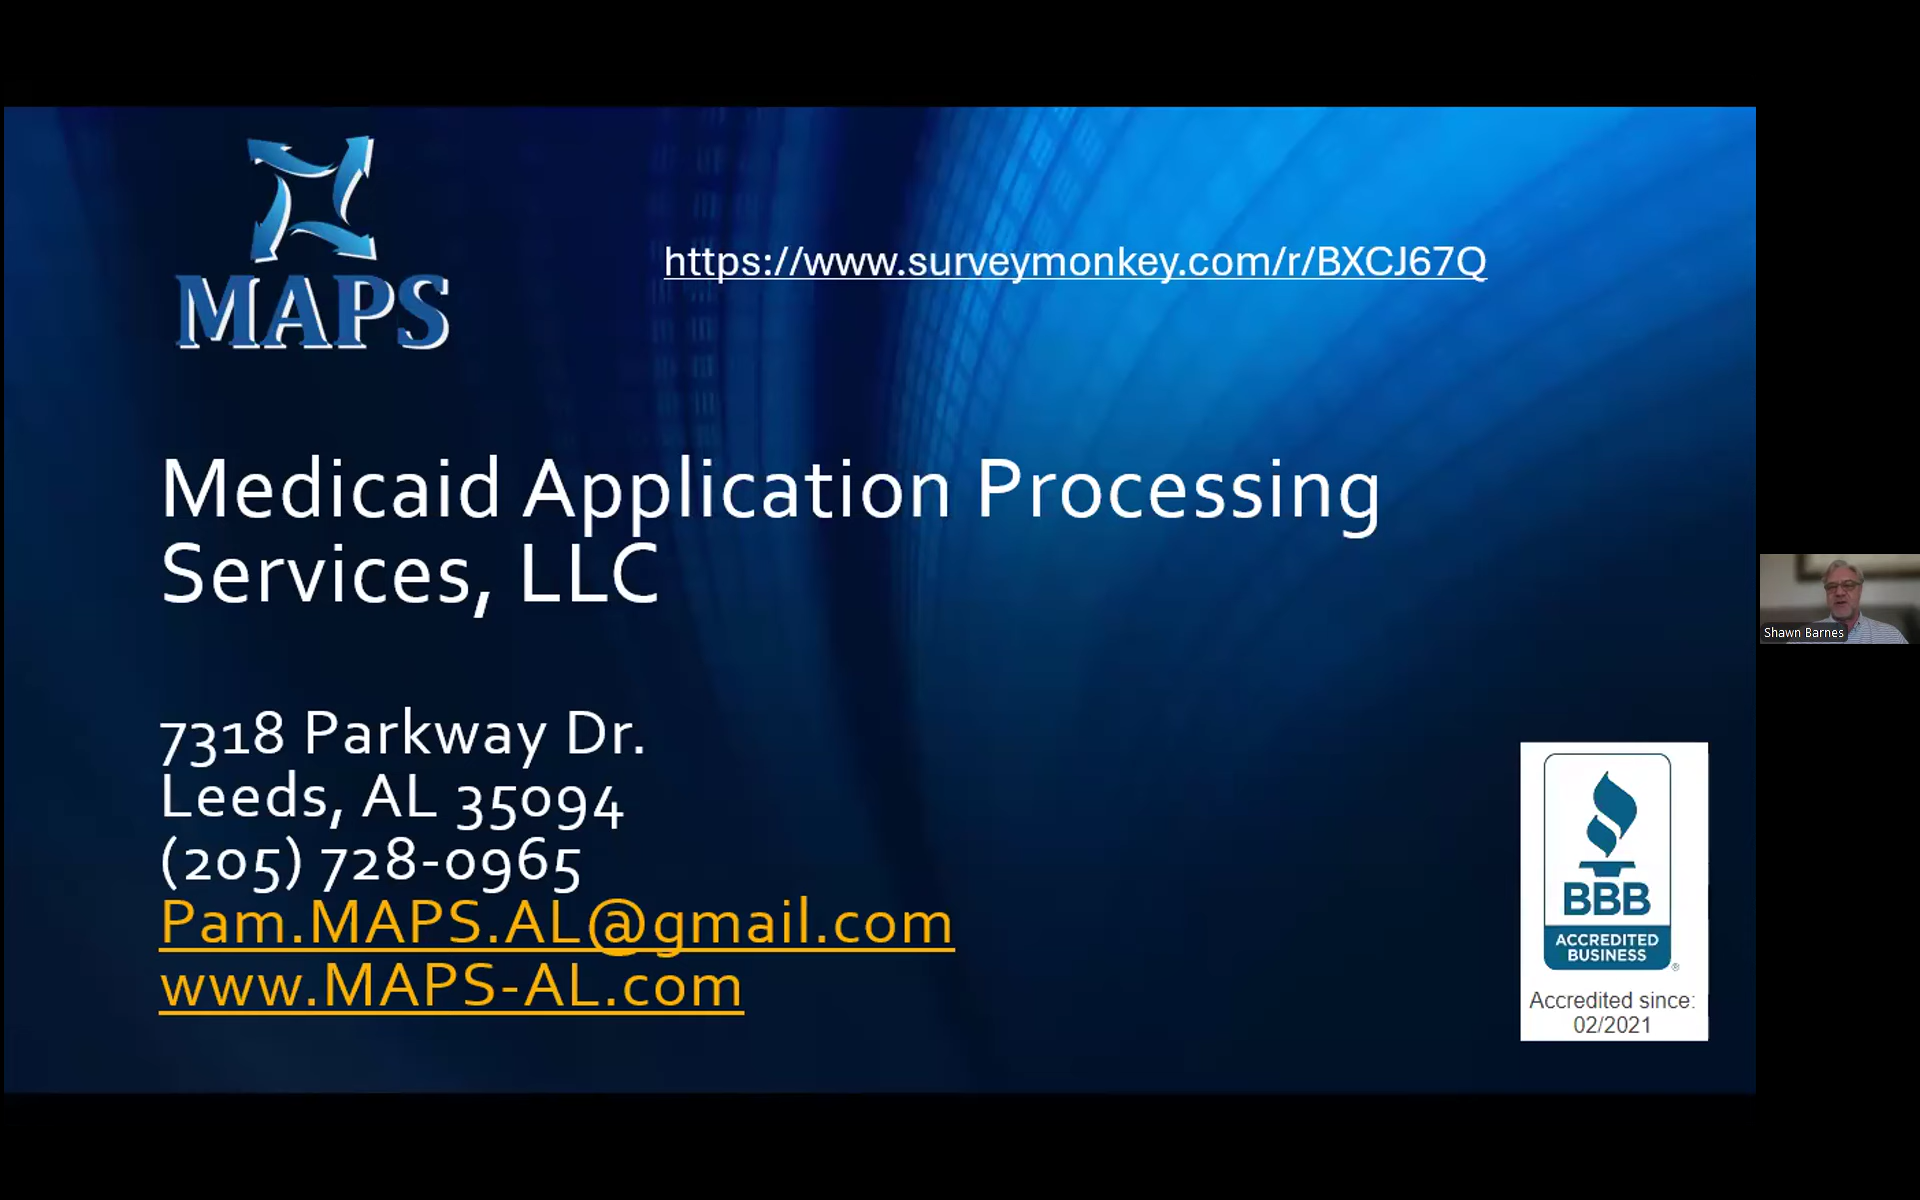 MAPS
https://www.surveymonkey.com/r/BXCJ67Q
Medicaid Application Processing
Services, LLC
7318 Parkway Dr.
Leeds, AL 35094
(205) 728-0965
Pam.MAPS.AL@gmail.com
www.MAPS-AL.com
Shawn Barnes
BBB
ACCREDITED
BUSINESS
®
Accredited since:
02/2021